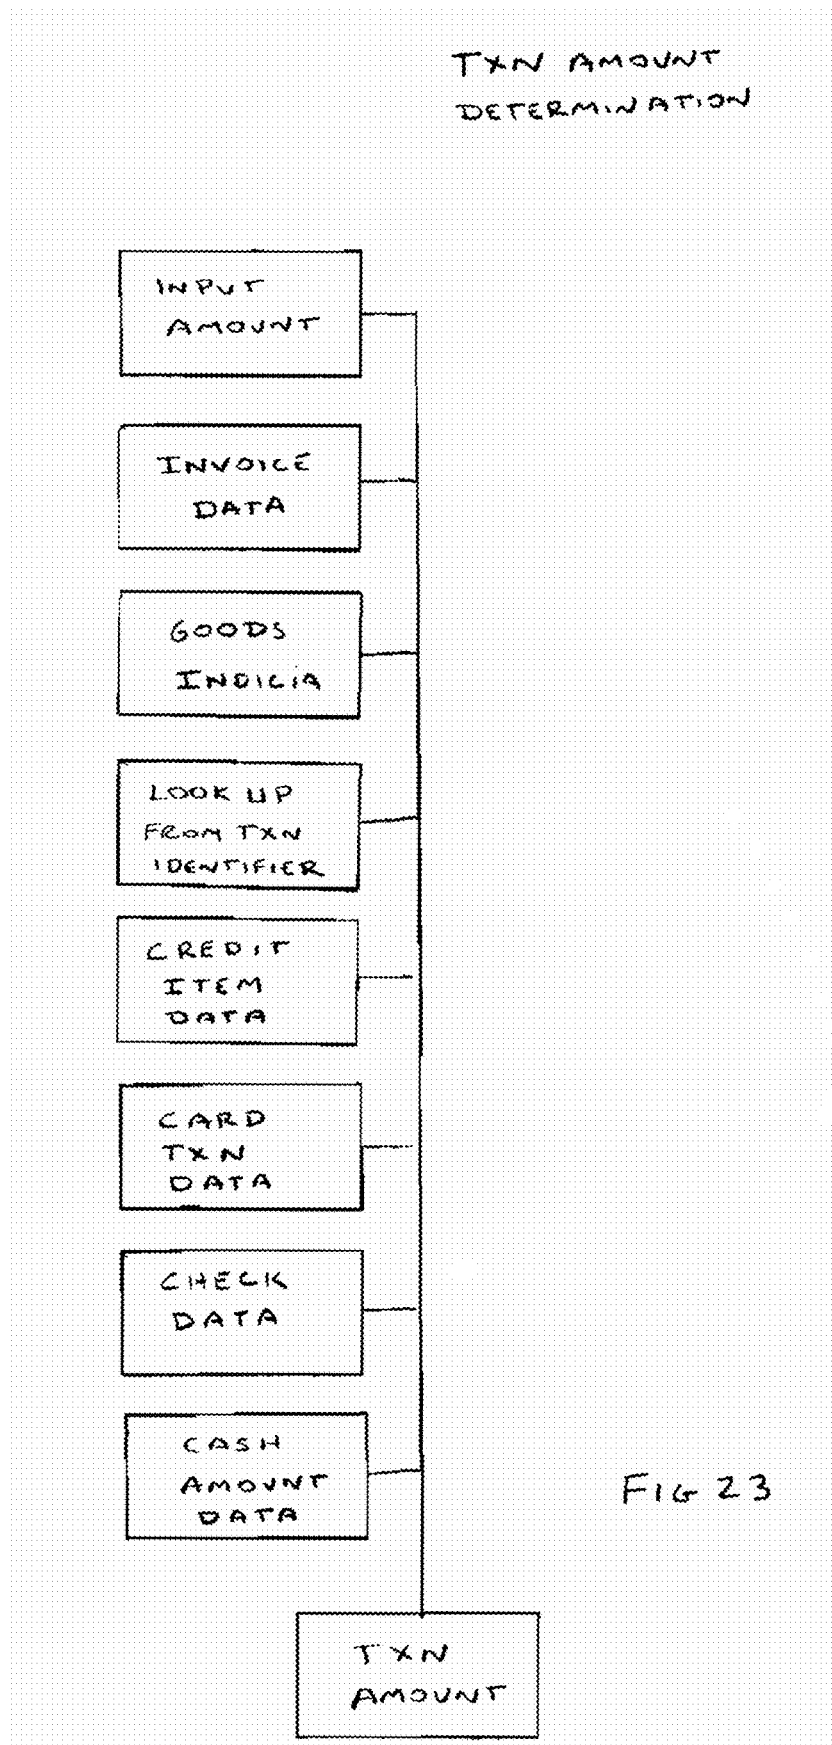 TXN AMOUNT
DETERMINATION
INPUT
AMOUNT
INVOICE
DATA
GOODS
INDICIA
LOOK UP
FROM TXN
IDENTIFIER
CREDIT
ITEM
DATA
CARD
TXN
DATA
CHECK
DATA
CASH
AMOUNT
DATA
FIG 23
TXN
AMOUNT